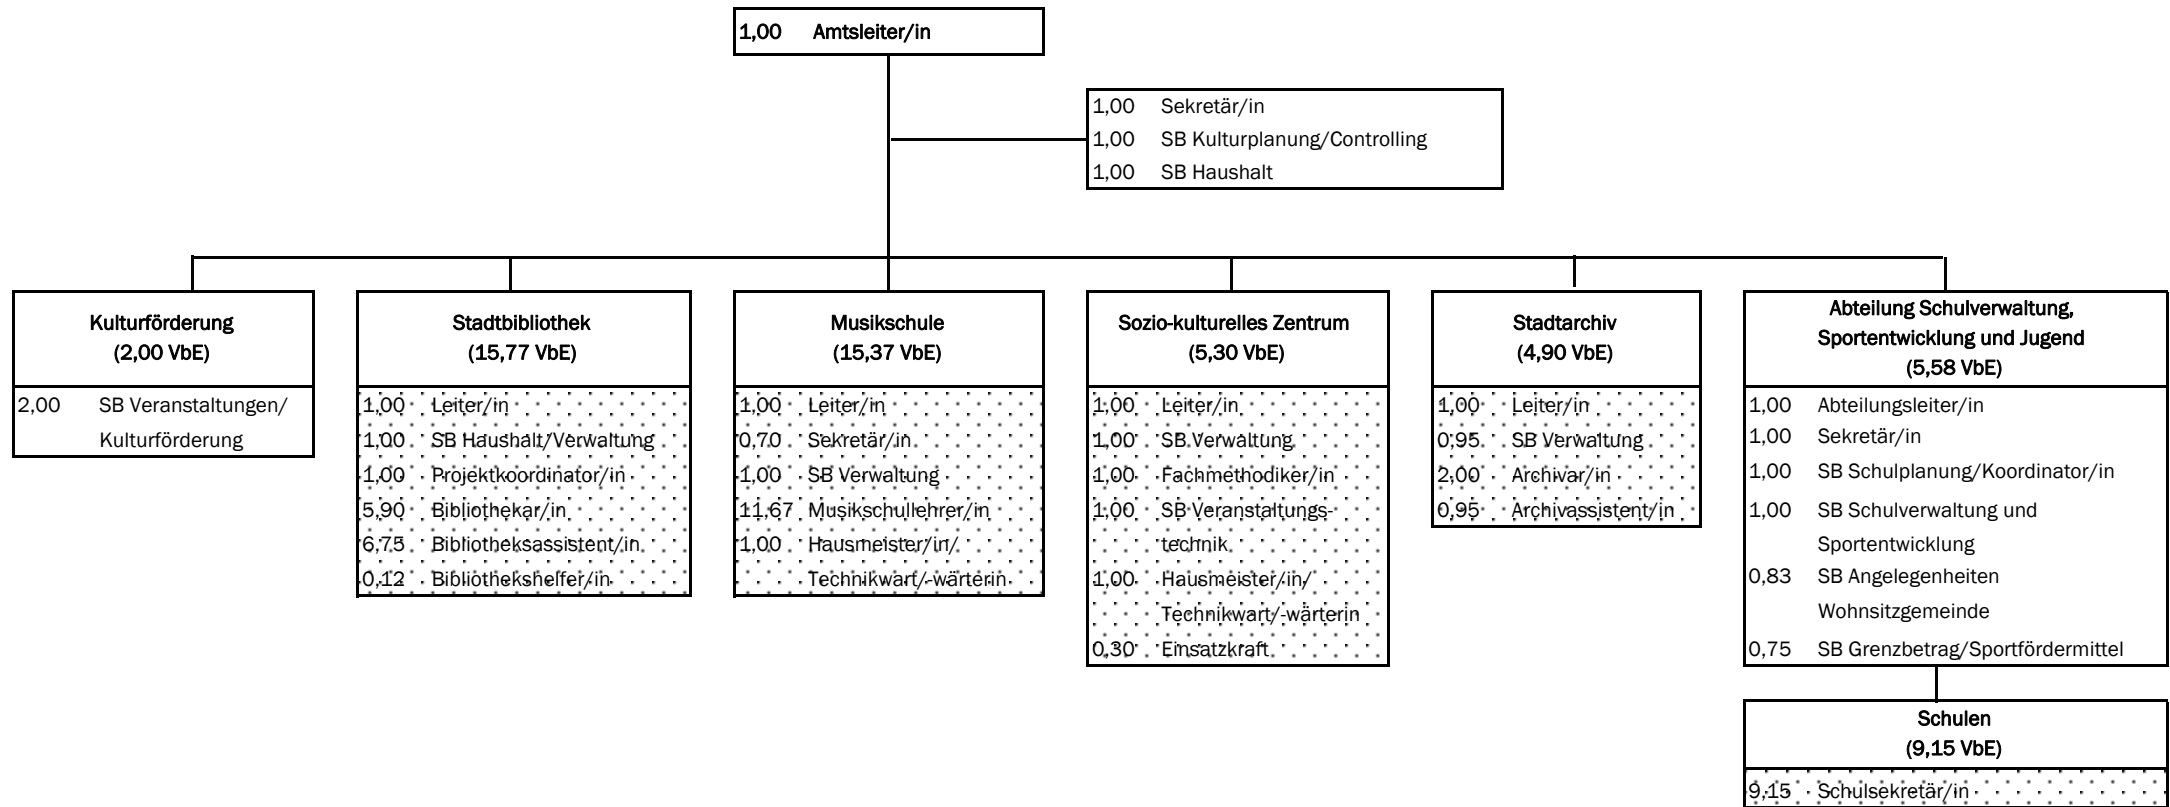 1,00 Amtsleiter/in
1,00 Sekretär/in
1,00 SB Kulturplanung/Controlling
1,00 SB Haushalt
Kulturförderung
(2,00 VbE)
2,00 SB Veranstaltungen/
Kulturförderung
Stadtbibliothek
(15,77 VbE)
1,00 Leiter/in
1,00 SB Haushalt/Verwaltung
1,00 Projektkoordinator/in
5,90 Bibliothekar/in
6,75 Bibliotheksassistent/in
0,12 Bibliothekshelfer/in
Musikschule
(15,37 VbE)
1,00 Leiter/in
0,70 Sekretär/in
1,00 SB Verwaltung
11,67 Musikschullehrer/in
1,00 Hausmeister/in/
Technikwart/-wärterin
Sozio-kulturelles Zentrum
(5,30 VbE)
1,00 Leiter/in
1,00 SB Verwaltung
1,00 Fachmethodiker/in
1,00 SB Veranstaltungs-
technik
1,00 Hausmeister/in/
Technikwart/-wärterin
0,30 Einsatzkraft
Stadtarchiv
(4,90 VbE)
1,00 Leiter/in
0,95 SB Verwaltung
2,00 Archivar/in
0,95 Archivassistent/in
Abteilung Schulverwaltung,
Sportentwicklung und Jugend
(5,58 VbE)
1,00 Abteilungsleiter/in
1,00 Sekretär/in
1,00 SB Schulplanung/Koordinator/in
1,00 SB Schulverwaltung und
Sportentwicklung
0,83 SB Angelegenheiten
Wohnsitzgemeinde
0,75 SB Grenzbetrag/Sportfördermittel
Schulen
(9,15 VbE)
9,15 Schulsekretär/in